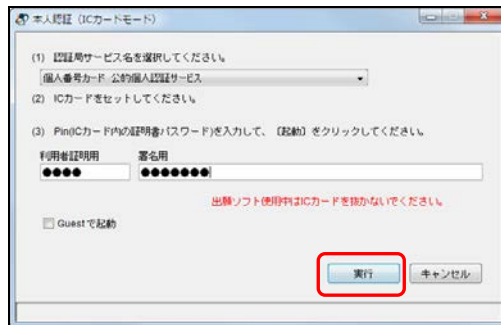 本人認証（ICカードモード）
(1) 認証局サービス名を選択してください。
個人番号カード 公的個人認証サービス
(2) ICカードをセットしてください。
(3) Pin(ICカード内の証明書パスワード)を入力して、〔起動〕をクリックしてください。
利用者証明用 署名用
●●●● ●●●●●●●
出願ソフト使用中はICカードを抜かないでください。
Guestで起動
実行 キャンセル